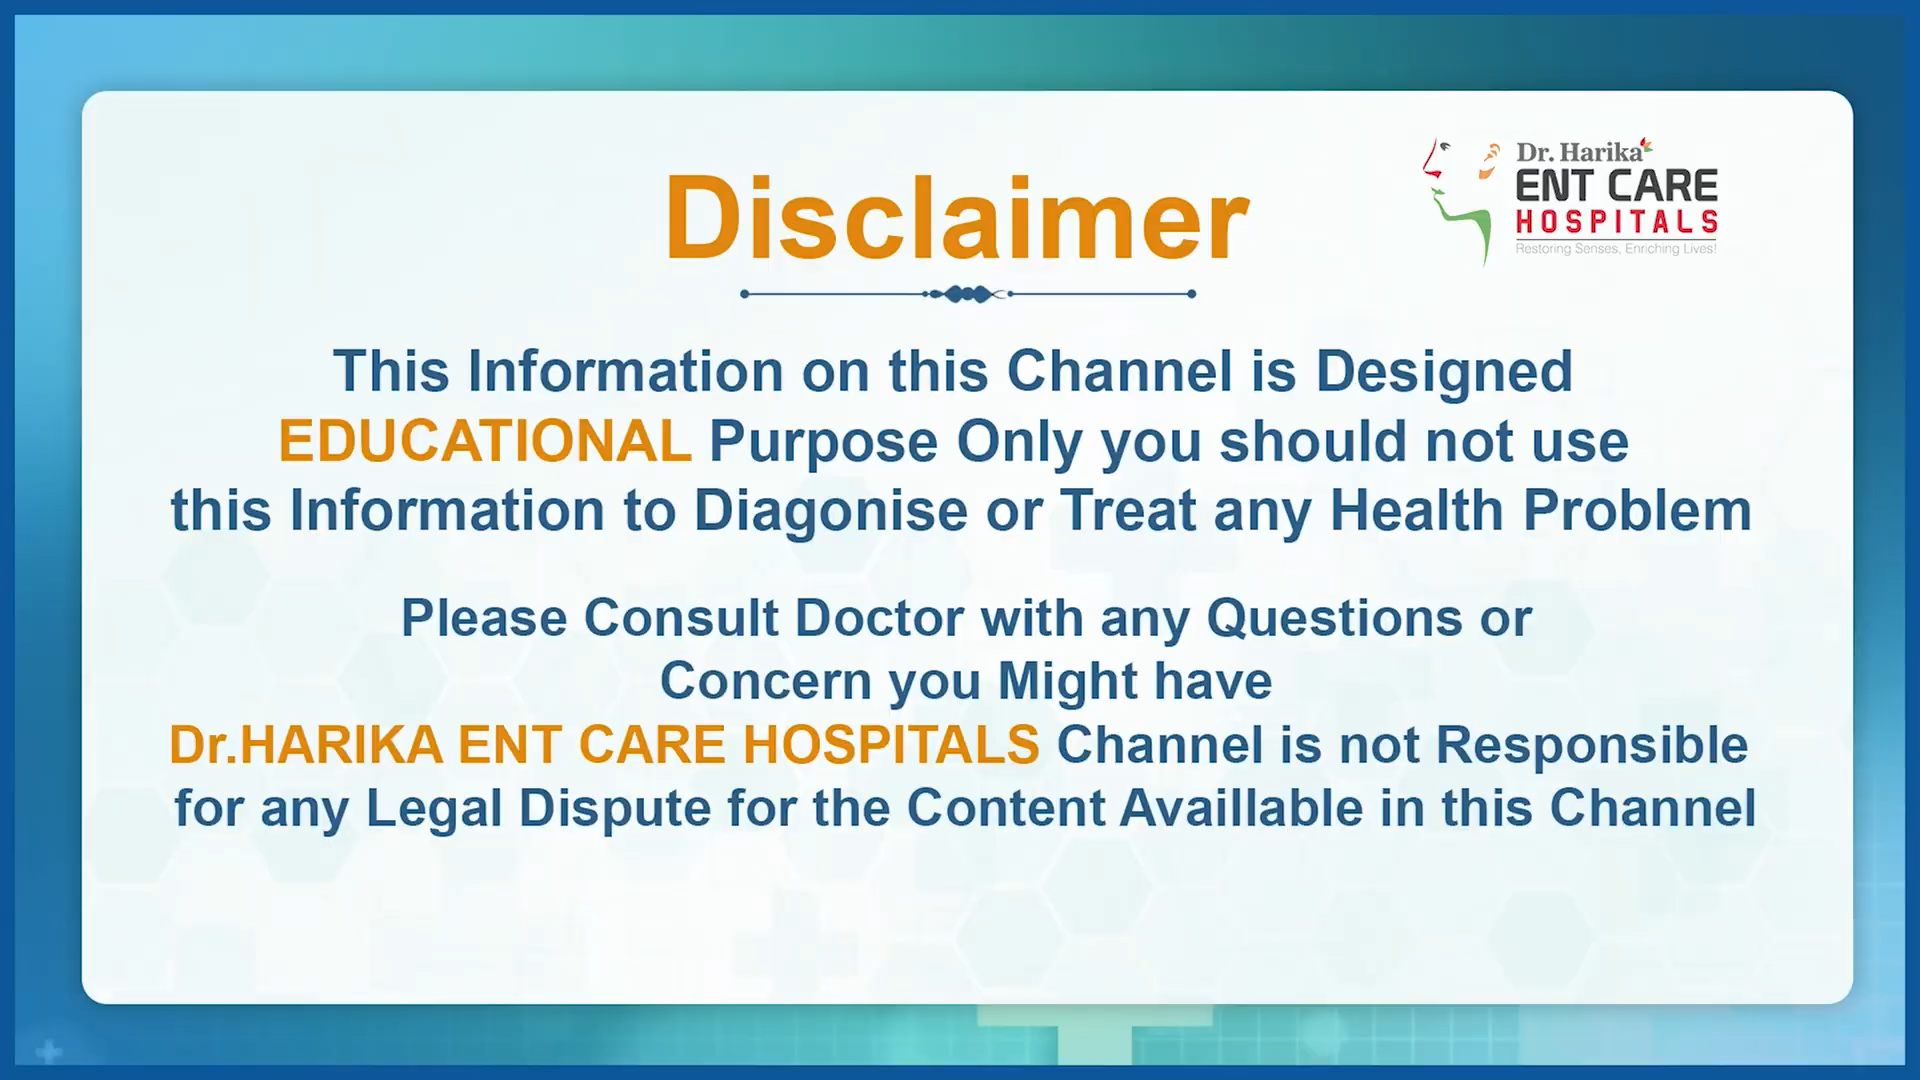 Disclaimer
Dr. Harika
ENT CARE
HOSPITALS
Restoring Senses, Enriching Lives!
This Information on this Channel is Designed
EDUCATIONAL Purpose Only you should not use
this Information to Diagonise or Treat any Health Problem
Please Consult Doctor with any Questions or
Concern you Might have
Dr.HARIKA ENT CARE HOSPITALS Channel is not Responsible
for any Legal Dispute for the Content Availlable in this Channel